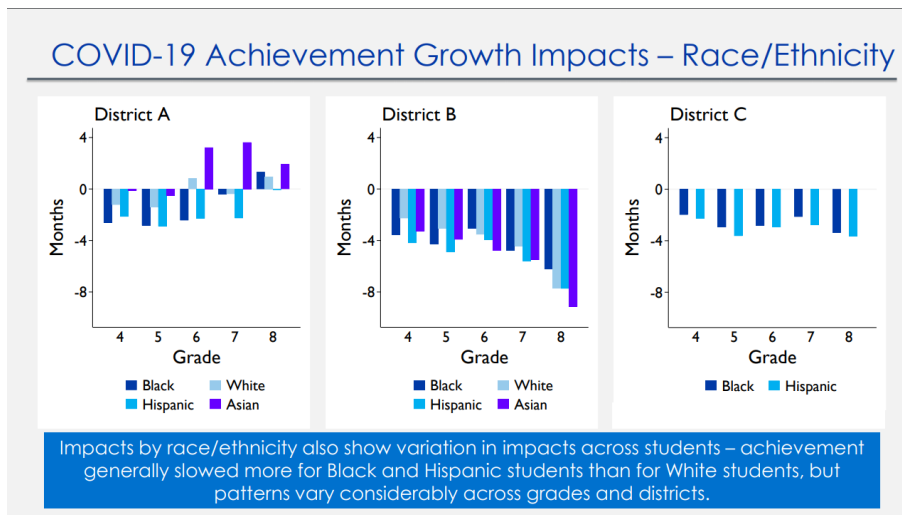 COVID-19 Achievement Growth Impacts – Race/Ethnicity
District A
4
0
-4
-8
Months
4 5 6 7 8
Grade
Black White
Hispanic Asian
District B
4
0
-4
-8
Months
4 5 6 7 8
Grade
Black White
Hispanic Asian
District C
4
0
-4
-8
Months
4 5 6 7 8
Grade
Black Hispanic
Impacts by race/ethnicity also show variation in impacts across students – achievement
generally slowed more for Black and Hispanic students than for White students, but
patterns vary considerably across grades and districts.